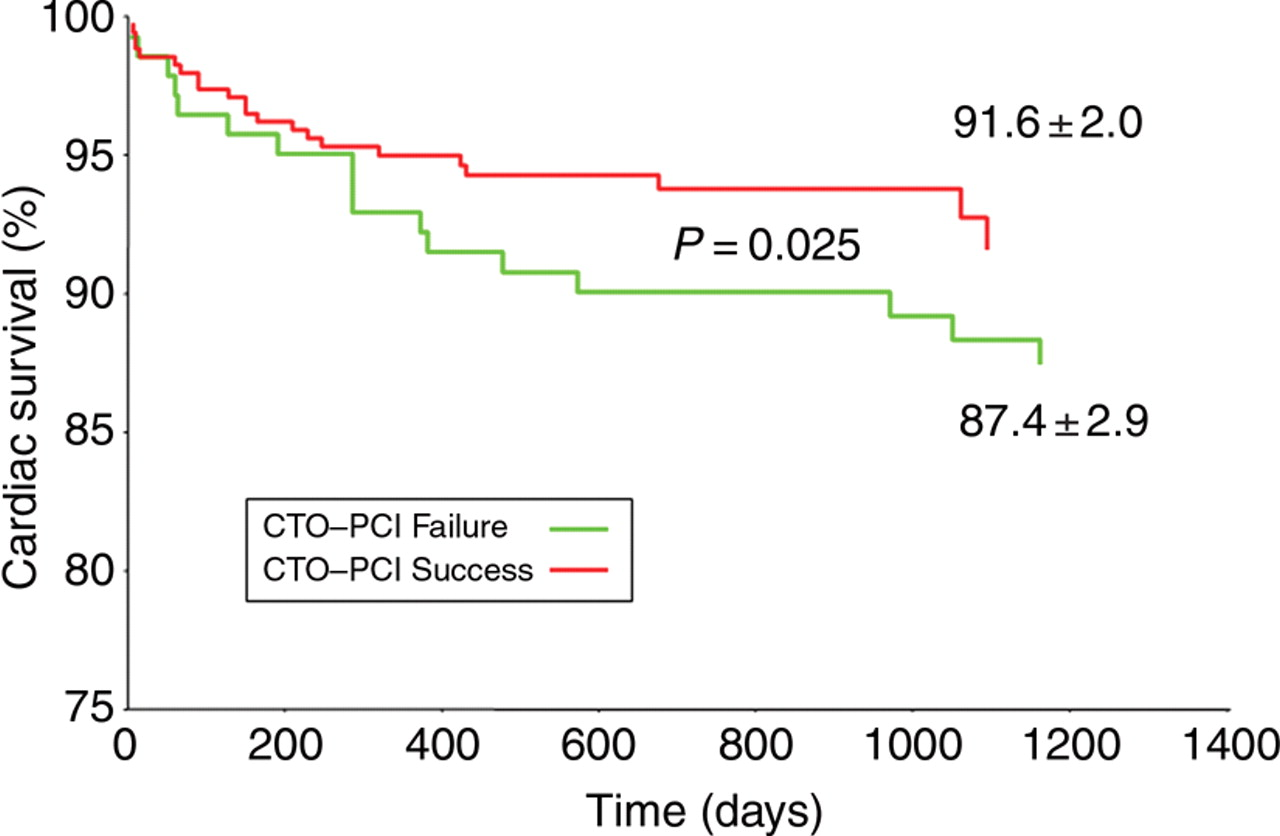 100
95
90
85
80
75
Cardiac survival (%)
91.6 ± 2.0
P = 0.025
87.4 ± 2.9
CTO–PCI Failure
CTO–PCI Success
0 200 400 600 800 1000 1200 1400
Time (days)